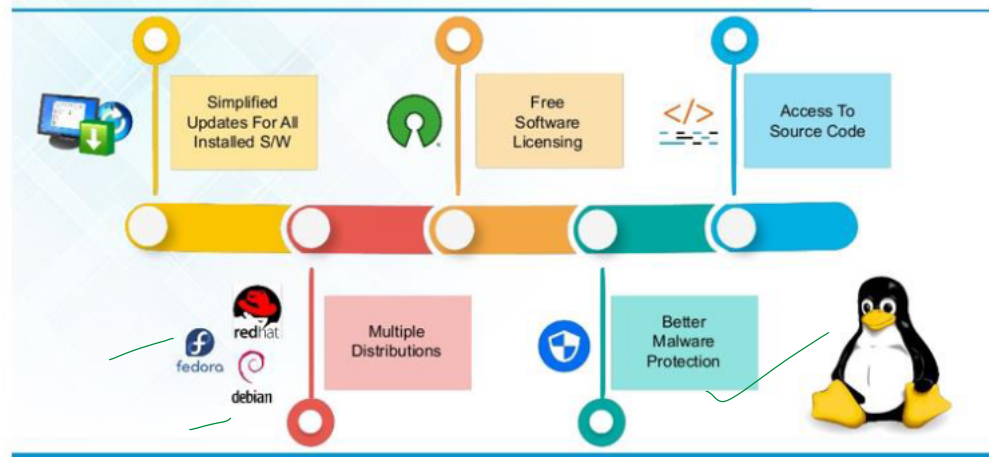 Simplified
Updates For All
Installed S/W
Free
Software
Licensing
</>
Access To
Source Code
redhat
fedora
debian
Multiple
Distributions
Better
Malware
Protection